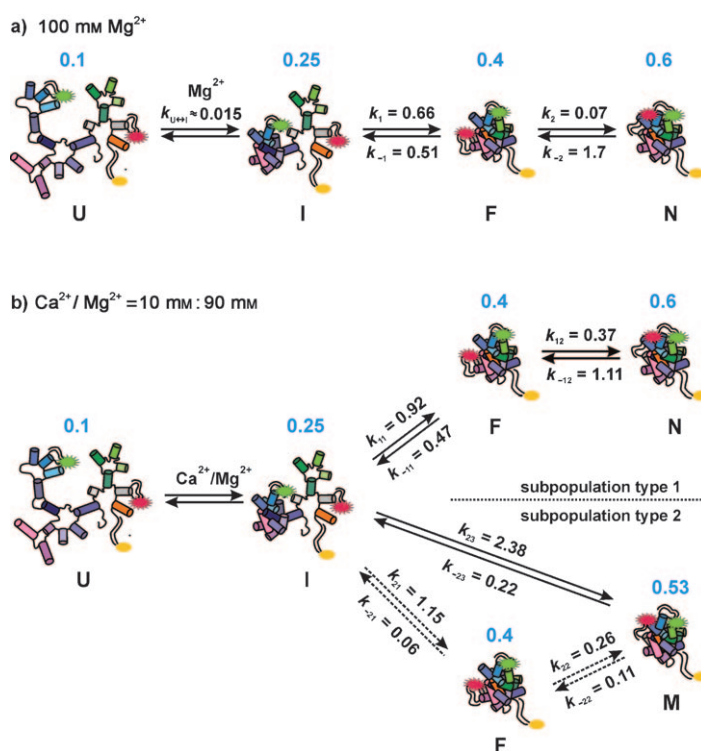 a) 100 mM Mg²⁺
0.1 0.25 0.4 0.6
Mg²⁺
k_U↔I ≈ 0.015 k₁ = 0.66 k₂ = 0.07
k₋₁ = 0.51 k₋₂ = 1.7
U I F N
b) Ca²⁺/ Mg²⁺ = 10 mM : 90 mM
0.4 0.6
k₁₂ = 0.37
k₋₁₂ = 1.11
F N
0.1 0.25
k₁₁ = 0.92
k₋₁₁ = 0.47
Ca²⁺/Mg²⁺
subpopulation type 1
subpopulation type 2
U I
k₂₃ = 2.38
k₋₂₃ = 0.22
k₂₁ = 1.15
k₋₂₁ = 0.06
0.53
0.4
k₂₂ = 0.26
k₋₂₂ = 0.11
F M